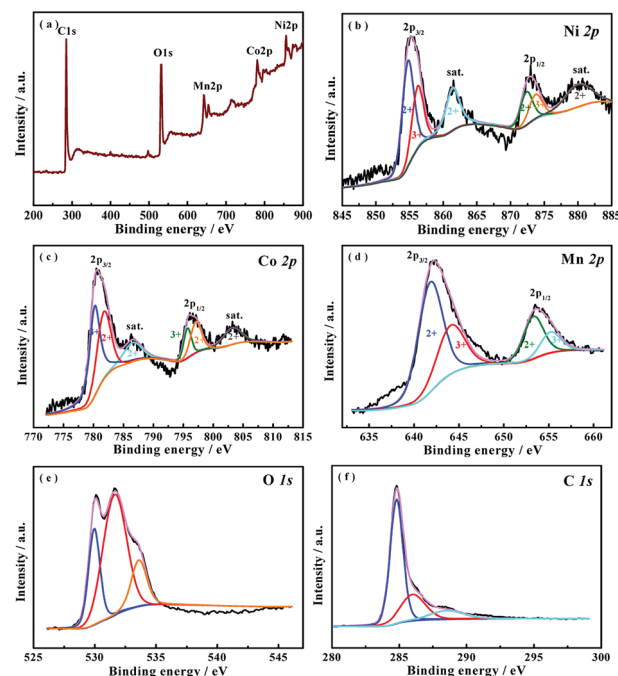 ( a )
C1s
O1s
Mn2p
Co2p
Ni2p
Intensity / a.u.
200 300 400 500 600 700 800 900
Binding energy / eV
( b )
Ni 2p
2p3/2
sat.
2p1/2
sat.
2+
3+
2+
2+
3+
2+
Intensity / a.u.
845 850 855 860 865 870 875 880 885
Binding energy / eV
( c )
Co 2p
2p3/2
sat.
2p1/2
sat.
3+
2+
2+
3+
2+
2+
Intensity / a.u.
770 775 780 785 790 795 800 805 810 815
Binding energy / eV
( d )
Mn 2p
2p3/2
2p1/2
2+
3+
2+
3+
Intensity / a.u.
635 640 645 650 655 660
Binding energy / eV
( e )
O 1s
Intensity / a.u.
525 530 535 540 545
Binding energy / eV
( f )
C 1s
Intensity / a.u.
280 285 290 295 300
Binding energy / eV